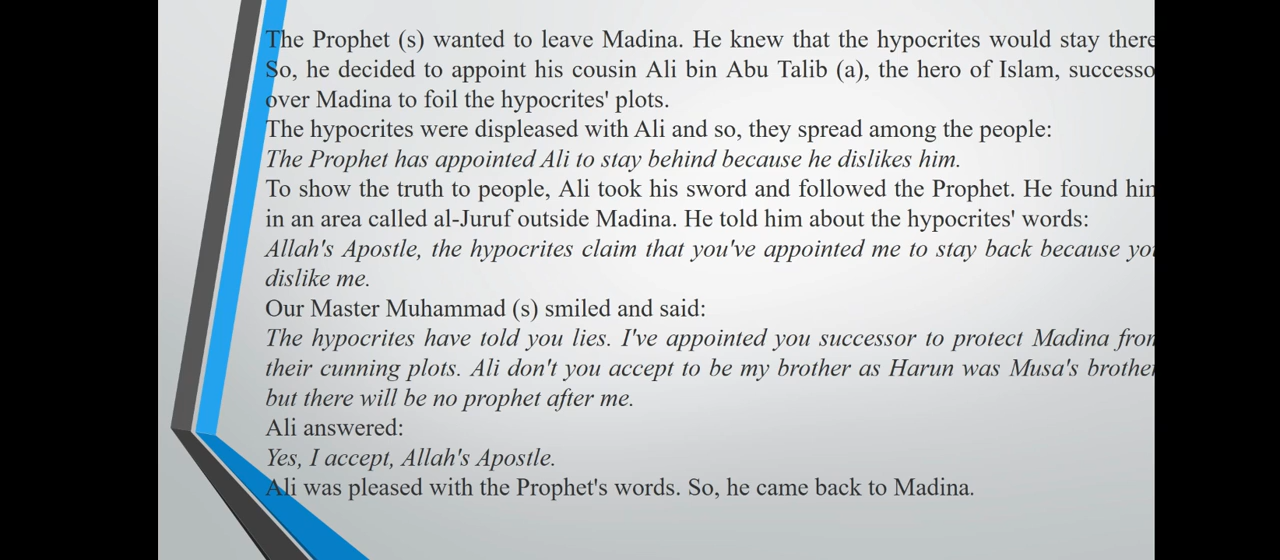 The Prophet (s) wanted to leave Madina. He knew that the hypocrites would stay there
So, he decided to appoint his cousin Ali bin Abu Talib (a), the hero of Islam, successo
over Madina to foil the hypocrites' plots.
The hypocrites were displeased with Ali and so, they spread among the people:
The Prophet has appointed Ali to stay behind because he dislikes him.
To show the truth to people, Ali took his sword and followed the Prophet. He found him
in an area called al-Juruf outside Madina. He told him about the hypocrites' words:
Allah's Apostle, the hypocrites claim that you've appointed me to stay back because you
dislike me.
Our Master Muhammad (s) smiled and said:
The hypocrites have told you lies. I've appointed you successor to protect Madina from
their cunning plots. Ali don't you accept to be my brother as Harun was Musa's brother
but there will be no prophet after me.
Ali answered:
Yes, I accept, Allah's Apostle.
Ali was pleased with the Prophet's words. So, he came back to Madina.